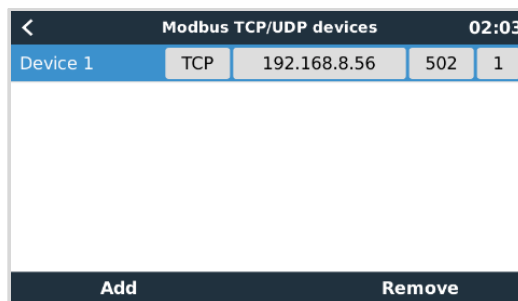 Modbus TCP/UDP devices 02:03
Device 1 TCP 192.168.8.56 502 1
Add Remove